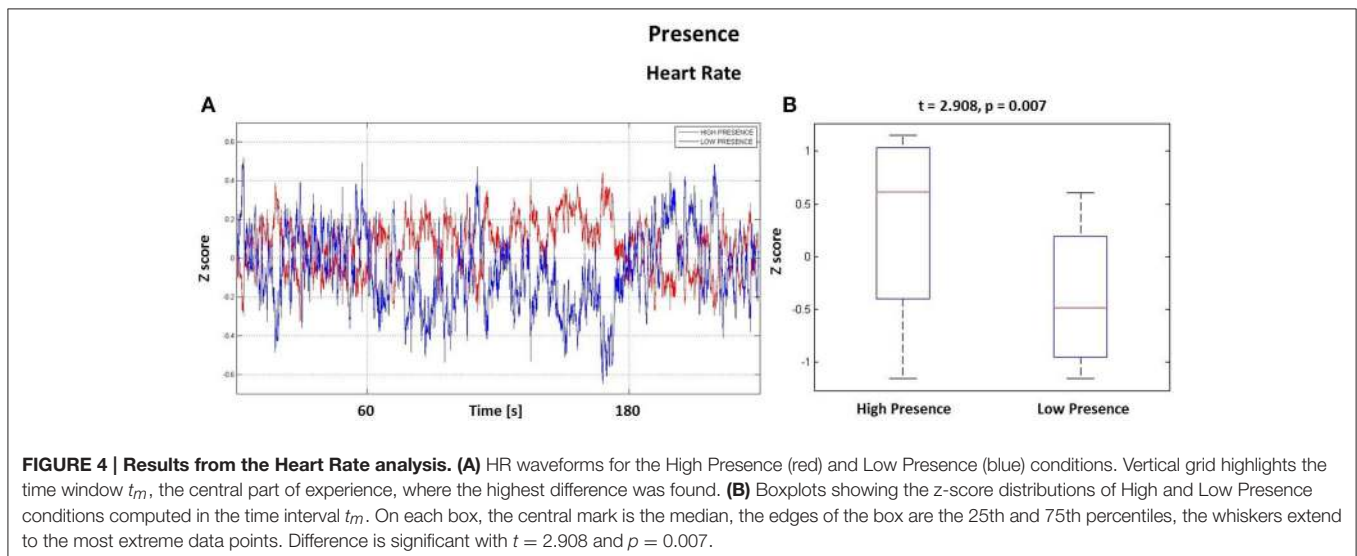 Presence
Heart Rate
A
HIGH PRESENCE
LOW PRESENCE
0.6
0.4
0.2
0
-0.2
-0.4
-0.6
Z score
60 Time [s] 180
B
t = 2.908, p = 0.007
1
0.5
0
-0.5
-1
Z score
High Presence Low Presence
FIGURE 4 | Results from the Heart Rate analysis. (A) HR waveforms for the High Presence (red) and Low Presence (blue) conditions. Vertical grid highlights the
time window tm, the central part of experience, where the highest difference was found. (B) Boxplots showing the z-score distributions of High and Low Presence
conditions computed in the time interval tm. On each box, the central mark is the median, the edges of the box are the 25th and 75th percentiles, the whiskers extend
to the most extreme data points. Difference is significant with t = 2.908 and p = 0.007.